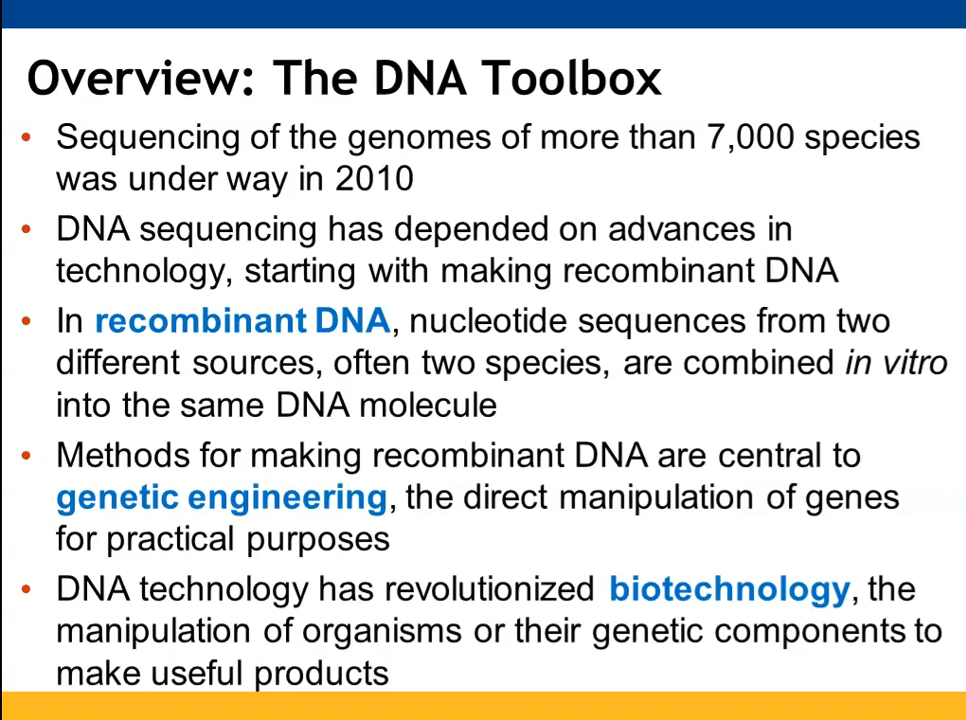 Overview: The DNA Toolbox
• Sequencing of the genomes of more than 7,000 species
was under way in 2010
• DNA sequencing has depended on advances in
technology, starting with making recombinant DNA
• In recombinant DNA, nucleotide sequences from two
different sources, often two species, are combined in vitro
into the same DNA molecule
• Methods for making recombinant DNA are central to
genetic engineering, the direct manipulation of genes
for practical purposes
• DNA technology has revolutionized biotechnology, the
manipulation of organisms or their genetic components to
make useful products